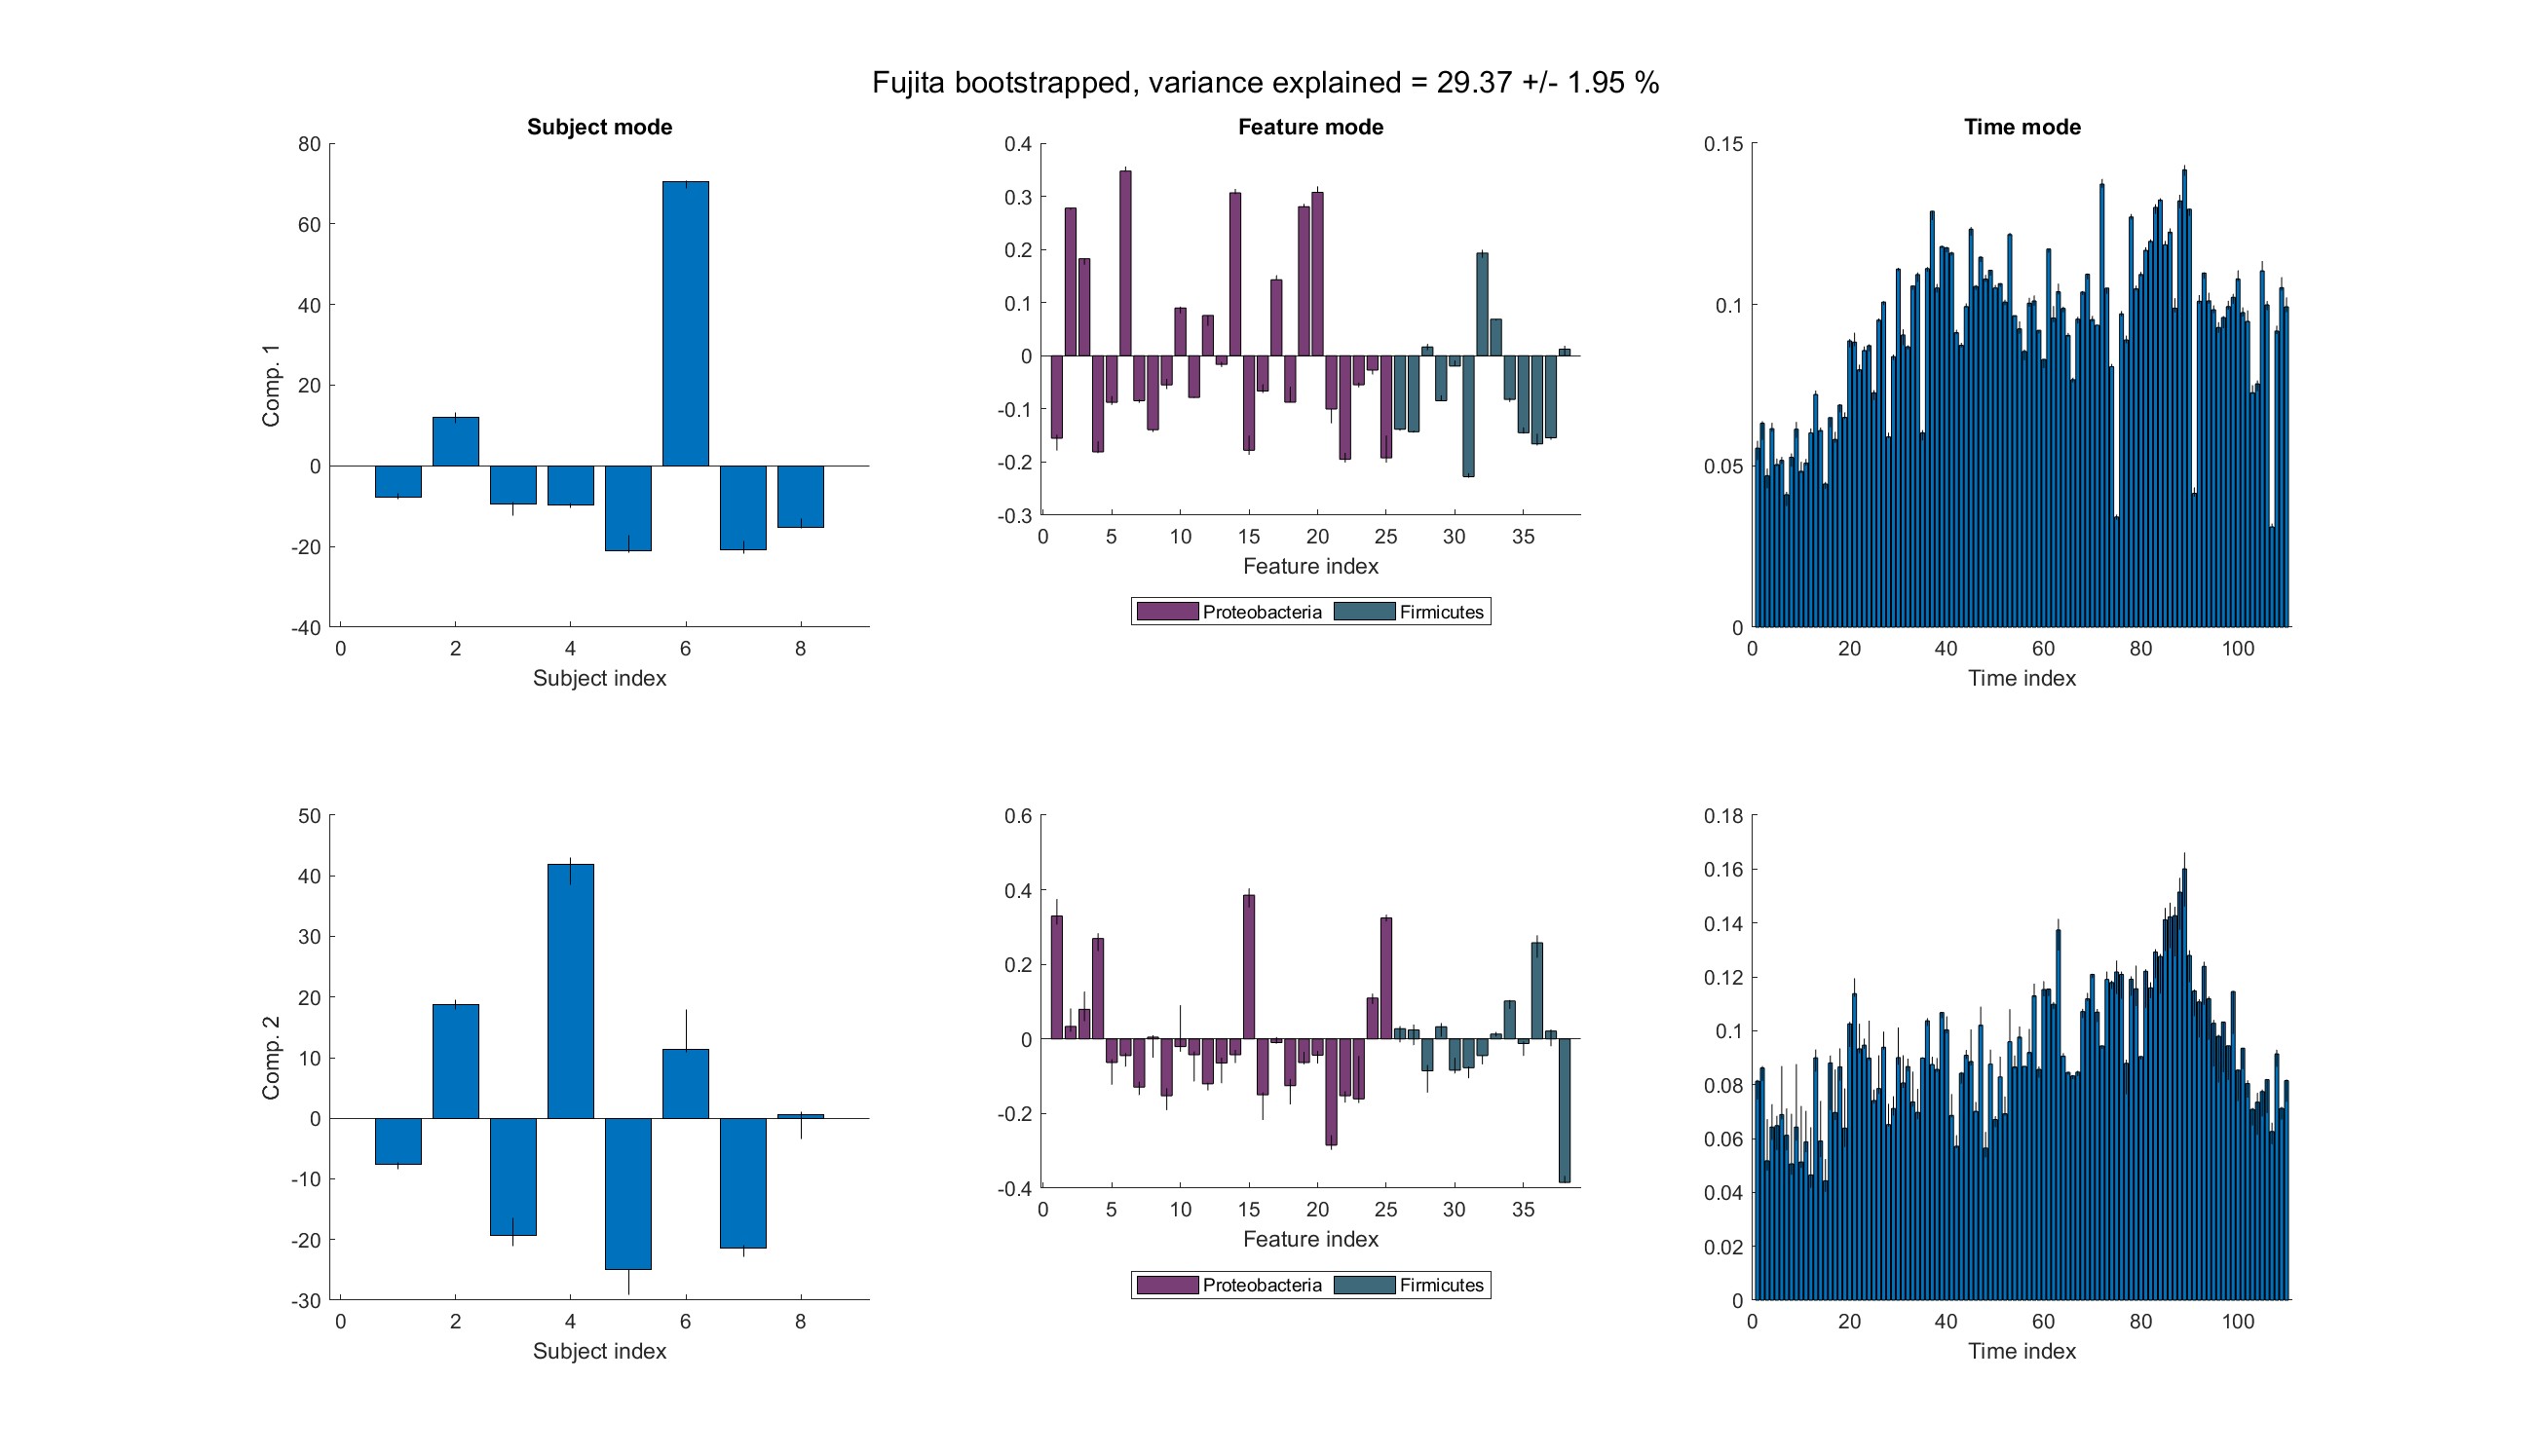 Fujita bootstrapped, variance explained = 29.37 +/- 1.95 %
Subject mode
Comp. 1
80
60
40
20
0
-20
-40
0 2 4 6 8
Subject index
Feature mode
0.4
0.3
0.2
0.1
0
-0.1
-0.2
-0.3
0 5 10 15 20 25 30 35
Feature index
Proteobacteria Firmicutes
Time mode
0.15
0.1
0.05
0
0 20 40 60 80 100
Time index
Comp. 2
50
40
30
20
10
0
-10
-20
-30
0 2 4 6 8
Subject index
0.6
0.4
0.2
0
-0.2
-0.4
0 5 10 15 20 25 30 35
Feature index
Proteobacteria Firmicutes
0.18
0.16
0.14
0.12
0.1
0.08
0.06
0.04
0.02
0
0 20 40 60 80 100
Time index